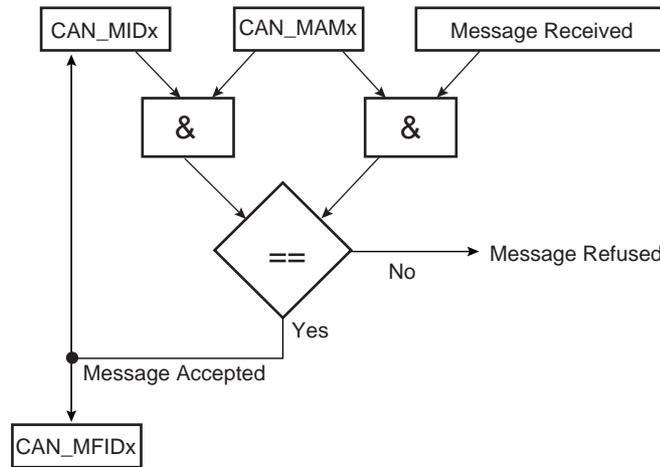 CAN_MIDx
CAN_MAMx
Message Received
&
&
==
No
Message Refused
Yes
Message Accepted
CAN_MFIDx